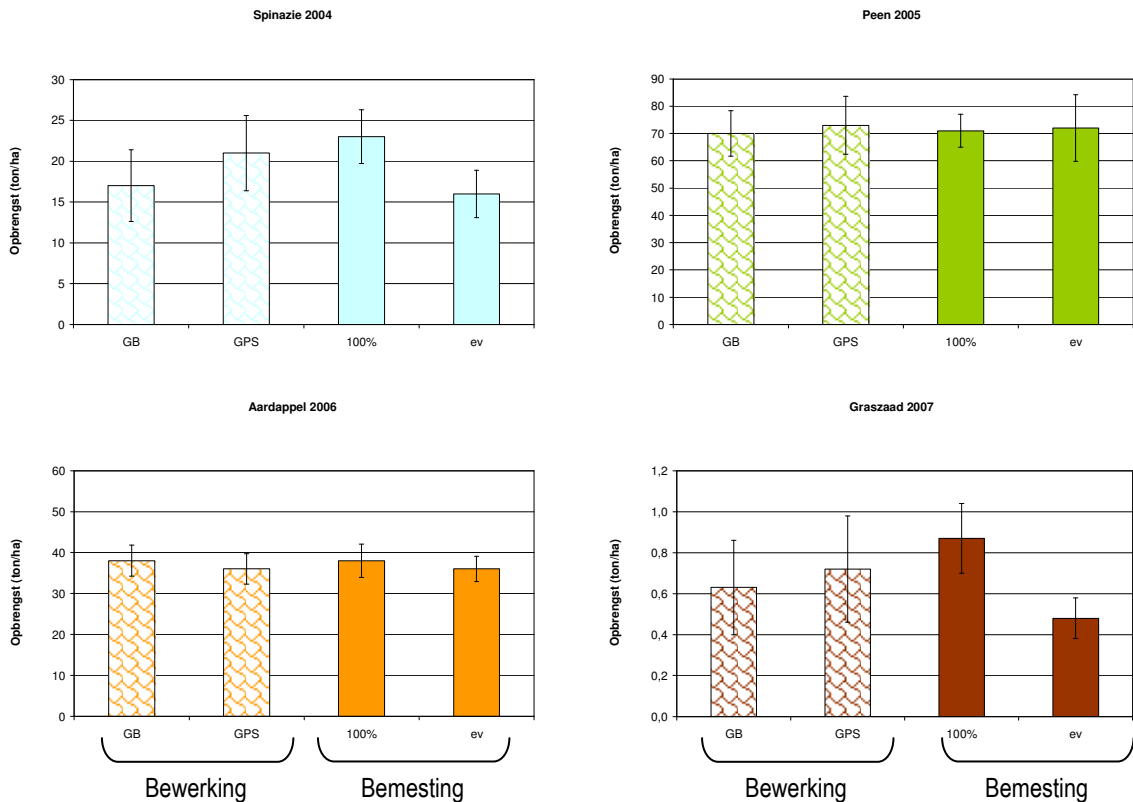 Spinazie 2004
Opbrengst (ton/ha)
30
25
20
15
10
5
0
GB GPS 100% ev
Peen 2005
Opbrengst (ton/ha)
90
80
70
60
50
40
30
20
10
0
GB GPS 100% ev
Aardappel 2006
Opbrengst (ton/ha)
60
50
40
30
20
10
0
GB GPS 100% ev
Bewerking Bemesting
Graszaad 2007
Opbrengst (ton/ha)
1,2
1,0
0,8
0,6
0,4
0,2
0,0
GB GPS 100% ev
Bewerking Bemesting